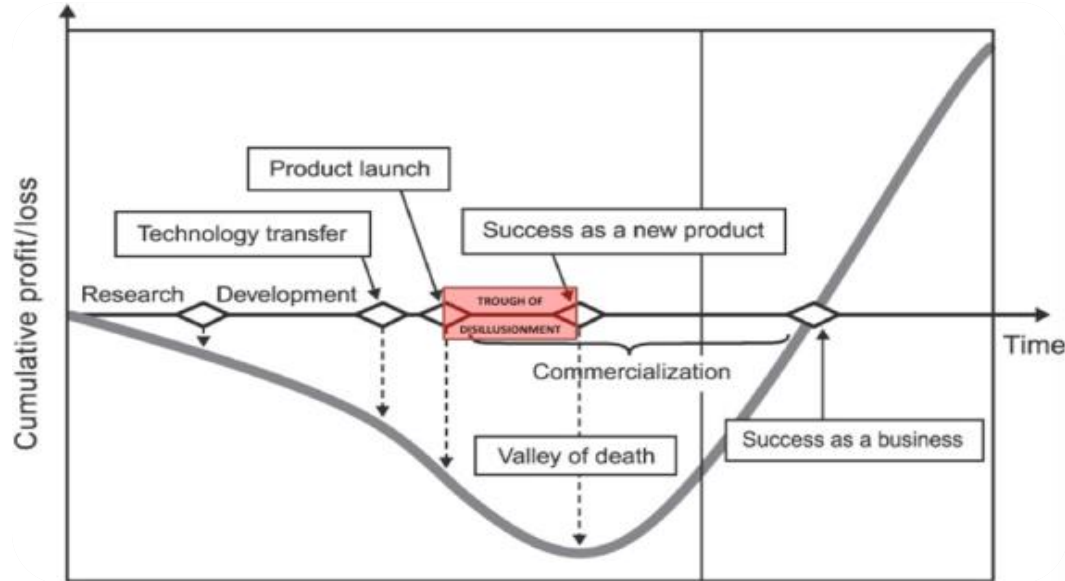 Product launch
Technology transfer
Success as a new product
Research
Development
TROUGH OF
DISILLUSIONMENT
Time
Commercialization
Cumulative profit/loss
Valley of death
Success as a business